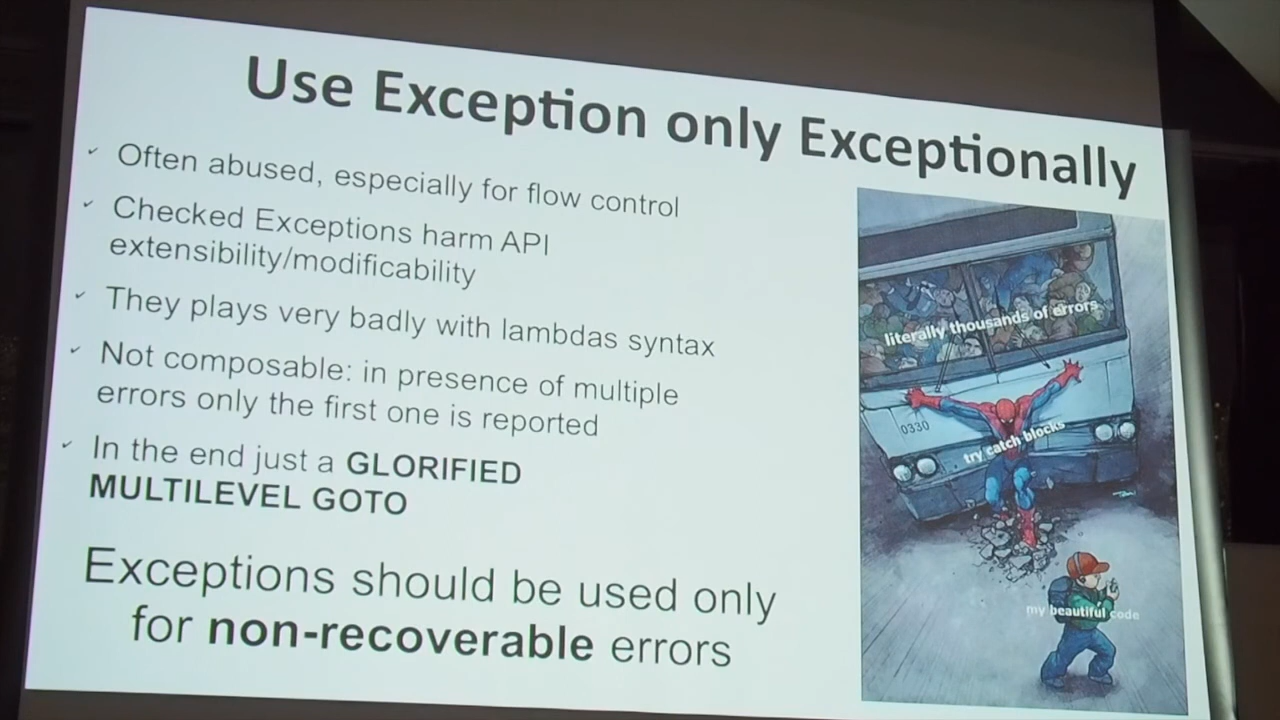 Use Exception only Exceptionally
✓ Often abused, especially for flow control
✓ Checked Exceptions harm API
extensibility/modificability
✓ They plays very badly with lambdas syntax
✓ Not composable: in presence of multiple
errors only the first one is reported
✓ In the end just a GLORIFIED
MULTILEVEL GOTO
Exceptions should be used only
for non-recoverable errors
literally thousands of errors
0330
try catch blocks
my beautiful code